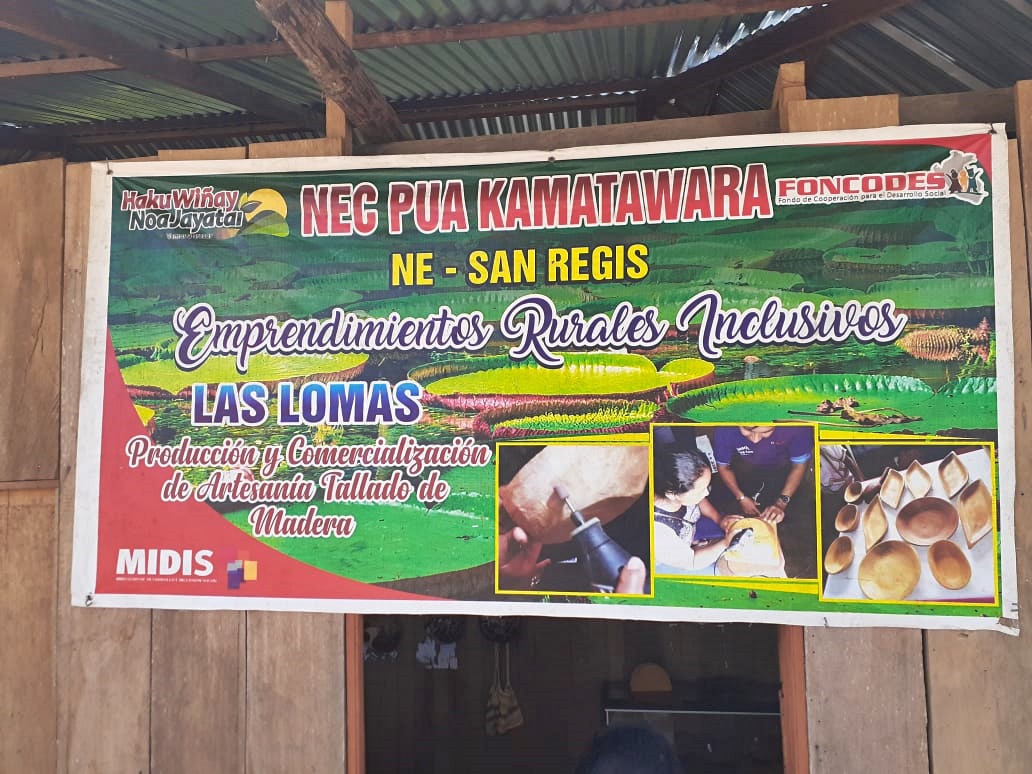 Haku Wiñay
Noa Jayatai
NEC PUA KAMATAWARA
FONCODES
Fondo de Cooperación para el Desarrollo Social
NE - SAN REGIS
Emprendimientos Rurales Inclusivos
LAS LOMAS
Producción y Comercialización
de Artesanía Tallado de
Madera
MIDIS